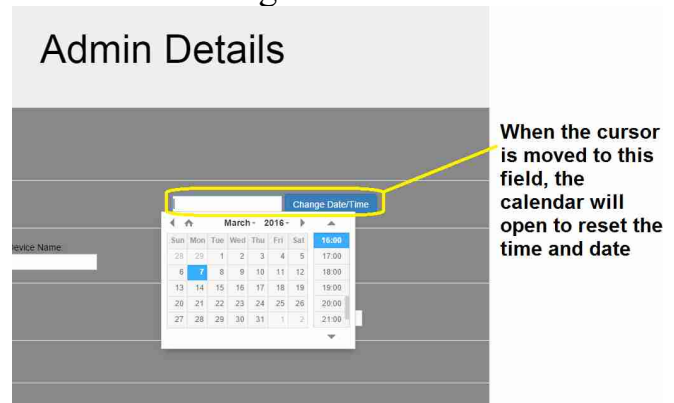 Admin Details
When the cursor
is moved to this
field, the
calendar will
open to reset the
time and date
Change Date/Time
March 2016
Sun Mon Tue Wed Thu Fri Sat 16:00
28 29 1 2 3 4 5 17:00
Device Name:
6 7 8 9 10 11 12 18:00
13 14 15 16 17 18 19 19:00
20 21 22 23 24 25 26 20:00
27 28 29 30 31 1 2 21:00